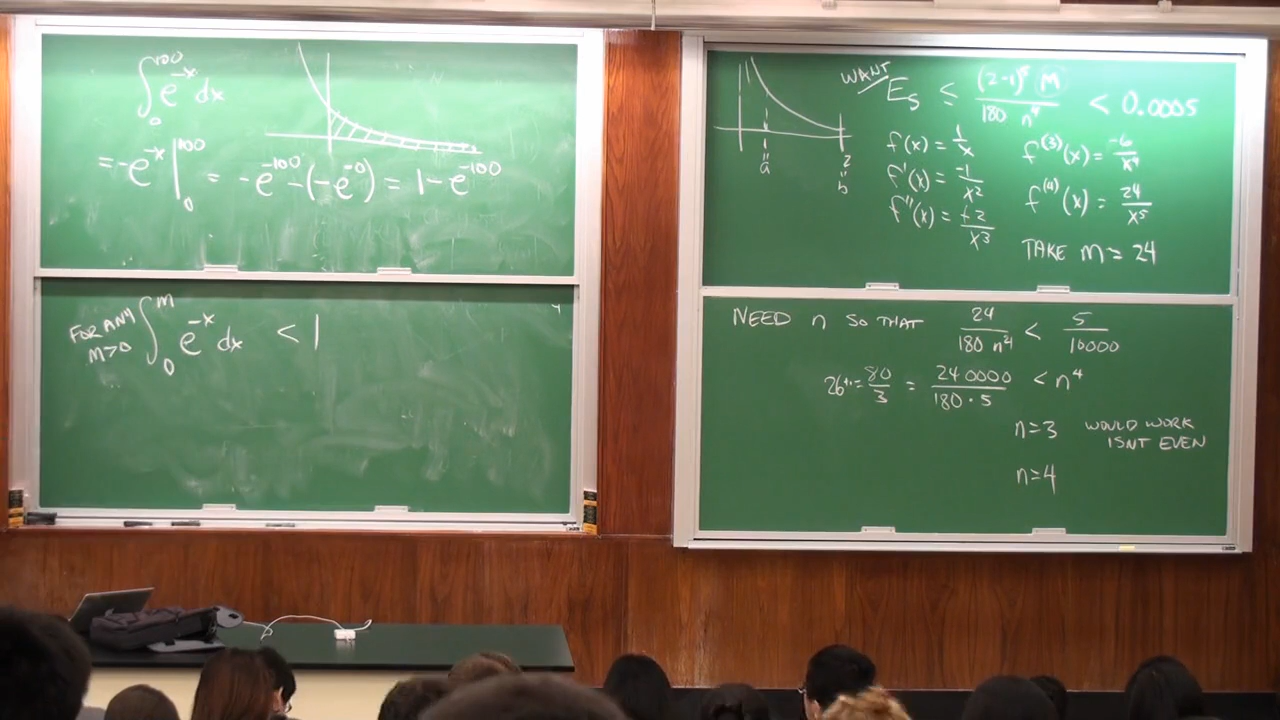 ∫₀¹⁰⁰ e⁻ˣ dx
= -e⁻ˣ |₀¹⁰⁰ = -e⁻¹⁰⁰ - (-e⁻⁰) = 1 - e⁻¹⁰⁰
FOR ANY M>0 ∫₀ᴹ e⁻ˣ dx < 1
a
2
b
WANT E_S ≤ (2-1)⁵ (M) / 180 n⁴ < 0.0005
f(x) = 1/x
f'(x) = -1/x²
f''(x) = +2/x³
f⁽³⁾(x) = -6/x⁴
f⁽⁴⁾(x) = 24/x⁵
TAKE M = 24
NEED n SO THAT 24/180 n⁴ < 5/10000
26⁺ = 80/3 = 240000/180·5 < n⁴
n=3 WOULD WORK
ISNT EVEN
n=4